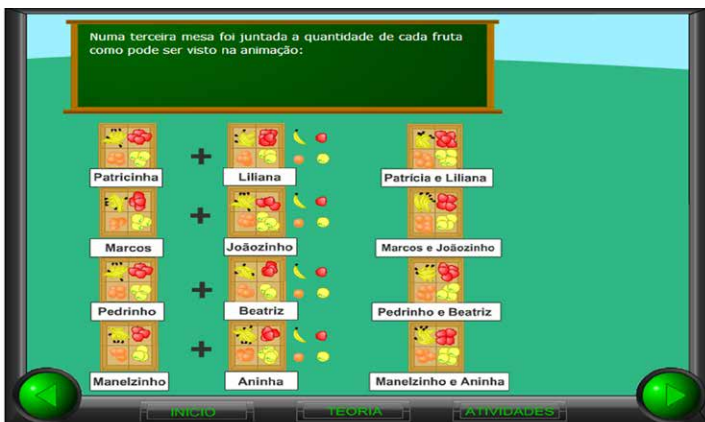 Numa terceira mesa foi juntada a quantidade de cada fruta
como pode ser visto na animação:
Patricinha + Liliana Patrícia e Liliana
Marcos + Joãozinho Marcos e Joãozinho
Pedrinho + Beatriz Pedrinho e Beatriz
Manelzinho + Aninha Manelzinho e Aninha
INÍCIO TEORIA ATIVIDADES